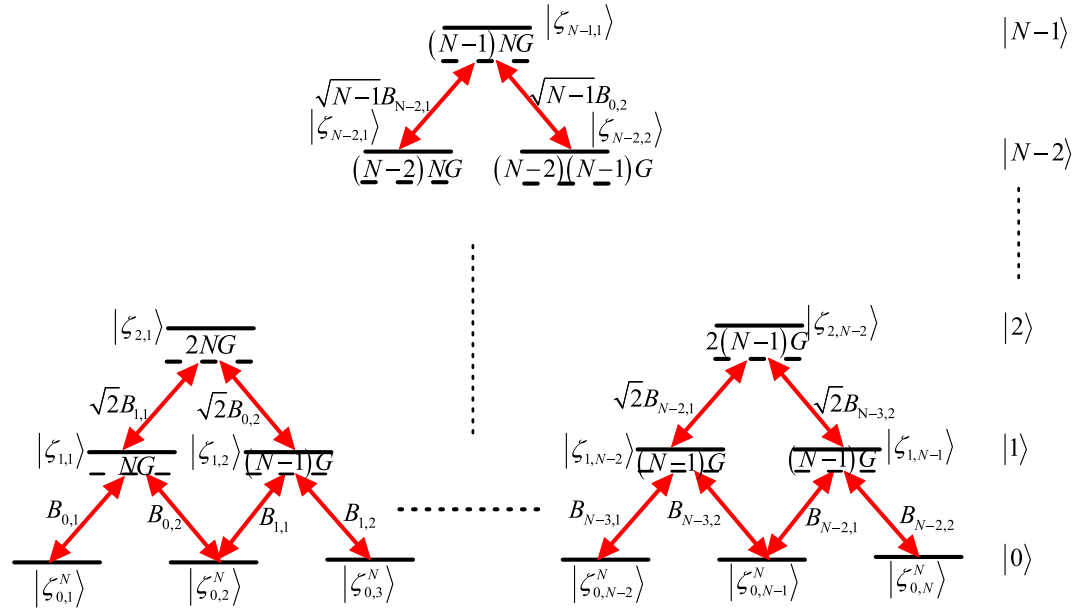 |ζ_{N−1,1}⟩ |N−1⟩
(N−1)NG
√(N−1)B_{N−2,1} √(N−1)B_{0,2}
|ζ_{N−2,1}⟩ |ζ_{N−2,2}⟩ |N−2⟩
(N−2)NG (N−2)(N−1)G
|ζ_{2,1}⟩ |ζ_{2,N−2}⟩ |2⟩
2NG 2(N−1)G
√2B_{1,1} √2B_{0,2} √2B_{N−2,1} √2B_{N−3,2}
|ζ_{1,1}⟩ |ζ_{1,2}⟩ |ζ_{1,N−2}⟩ |ζ_{1,N−1}⟩ |1⟩
NG (N−1)G (N−1)G (N−1)G
B_{0,1} B_{0,2} B_{1,1} B_{1,2} B_{N−3,1} B_{N−3,2} B_{N−2,1} B_{N−2,2}
|0⟩
|ζ^N_{0,1}⟩ |ζ^N_{0,2}⟩ |ζ^N_{0,3}⟩ |ζ^N_{0,N−2}⟩ |ζ^N_{0,N−1}⟩ |ζ^N_{0,N}⟩